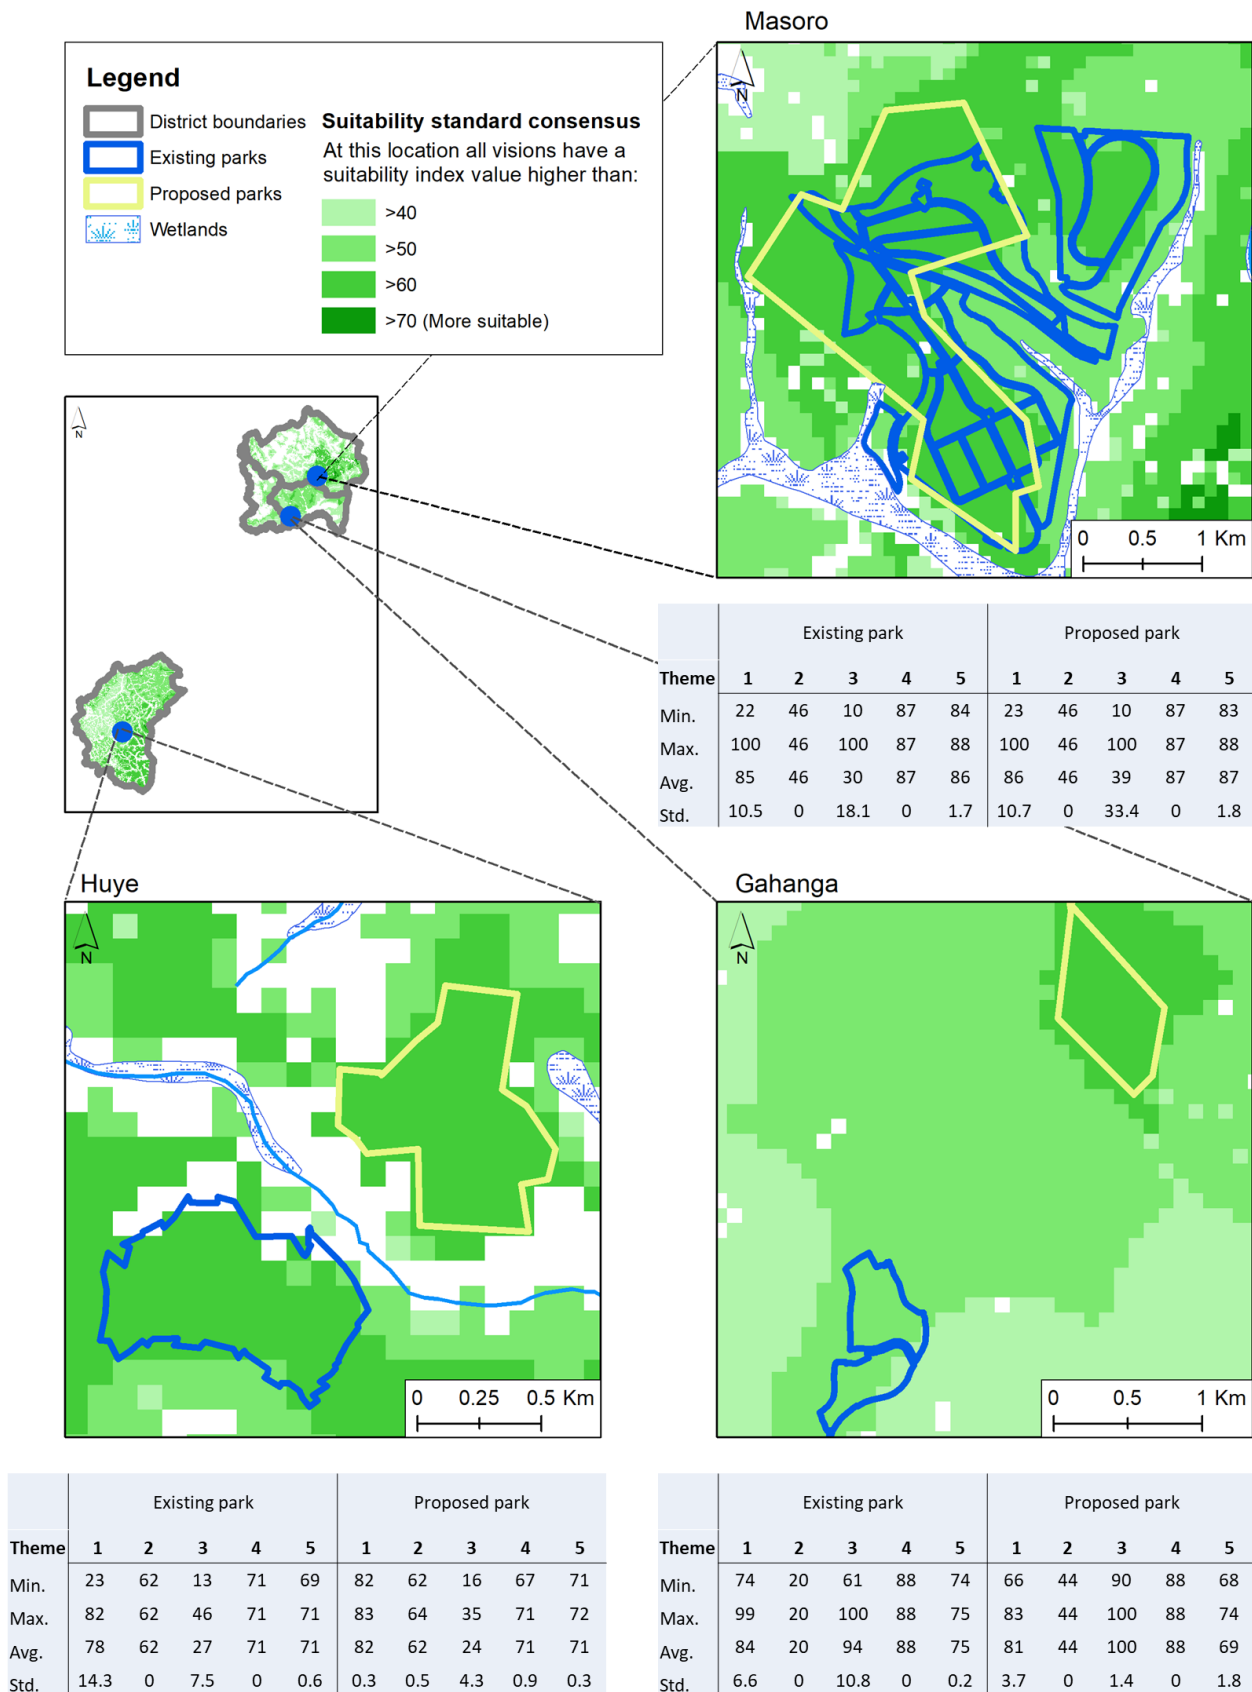 Masoro
N
Legend
District boundaries
Existing parks
Proposed parks
Wetlands
Suitability standard consensus
At this location all visions have a
suitability index value higher than:
>40
>50
>60
>70 (More suitable)
0 0.5 1 Km
N
Existing park Proposed park
Theme 1 2 3 4 5 1 2 3 4 5
Min. 22 46 10 87 84 23 46 10 87 83
Max. 100 46 100 87 88 100 46 100 87 88
Avg. 85 46 30 87 86 86 46 39 87 87
Std. 10.5 0 18.1 0 1.7 10.7 0 33.4 0 1.8
Huye
N
0 0.25 0.5 Km
Gahanga
N
0 0.5 1 Km
Existing park Proposed park
Theme 1 2 3 4 5 1 2 3 4 5
Min. 23 62 13 71 69 82 62 16 67 71
Max. 82 62 46 71 71 83 64 35 71 72
Avg. 78 62 27 71 71 82 62 24 71 71
Std. 14.3 0 7.5 0 0.6 0.3 0.5 4.3 0.9 0.3
Existing park Proposed park
Theme 1 2 3 4 5 1 2 3 4 5
Min. 74 20 61 88 74 66 44 90 88 68
Max. 99 20 100 88 75 83 44 100 88 74
Avg. 84 20 94 88 75 81 44 100 88 69
Std. 6.6 0 10.8 0 0.2 3.7 0 1.4 0 1.8